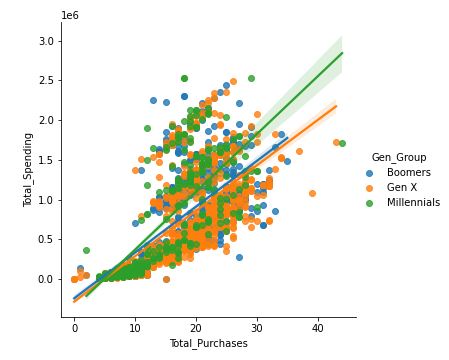 1e6
3.0
2.5
2.0
1.5
1.0
0.5
0.0
Total_Spending
0 10 20 30 40
Total_Purchases
Gen_Group
Boomers
Gen X
Millennials